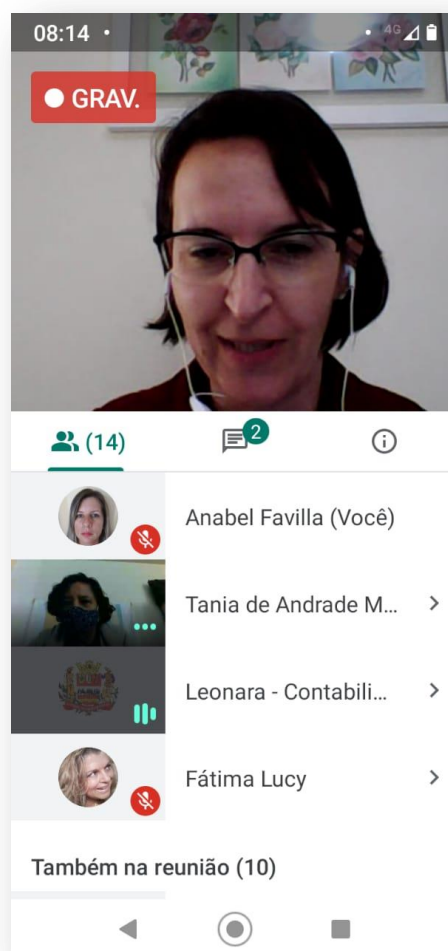 08:14
4G
GRAV.
(14)
2
Anabel Favilla (Você)
Tania de Andrade M...
Leonara - Contabili...
Fátima Lucy
Também na reunião (10)